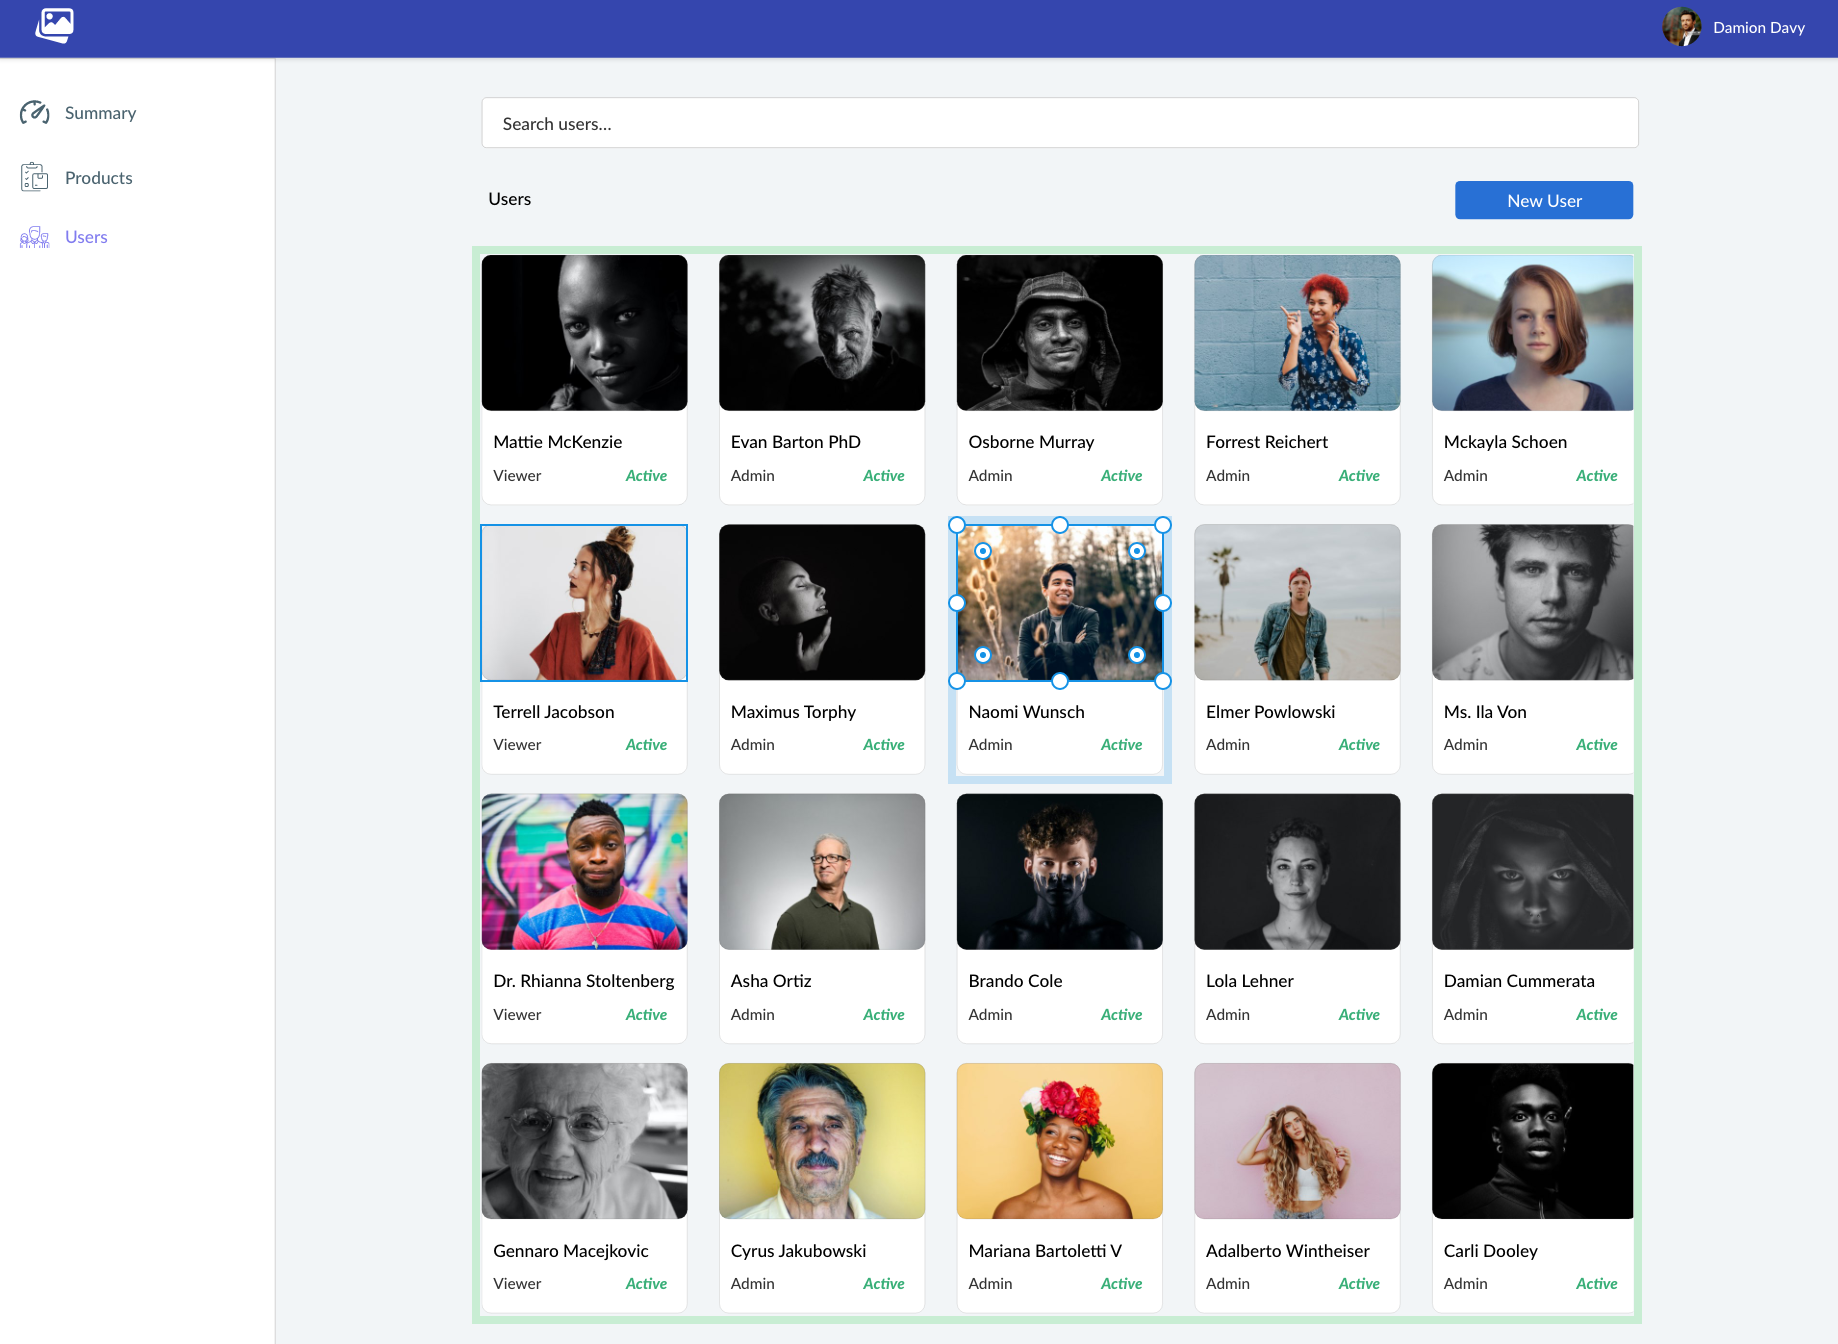 Damion Davy
Summary
Products
Users
Search users...
Users
New User
Mattie McKenzie
Viewer Active
Evan Barton PhD
Admin Active
Osborne Murray
Admin Active
Forrest Reichert
Admin Active
Mckayla Schoen
Admin Active
Terrell Jacobson
Viewer Active
Maximus Torphy
Admin Active
Naomi Wunsch
Admin Active
Elmer Powlowski
Admin Active
Ms. Ila Von
Admin Active
Dr. Rhianna Stoltenberg
Viewer Active
Asha Ortiz
Admin Active
Brando Cole
Admin Active
Lola Lehner
Admin Active
Damian Cummerata
Admin Active
Gennaro Macejkovic
Viewer Active
Cyrus Jakubowski
Admin Active
Mariana Bartoletti V
Admin Active
Adalberto Wintheiser
Admin Active
Carli Dooley
Admin Active